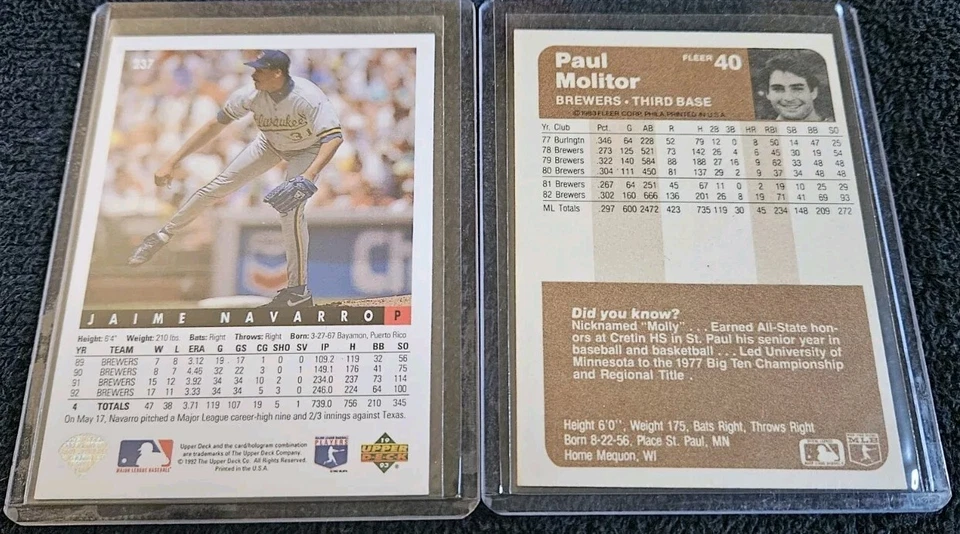 237
Milwaukee
31
JAIME NAVARRO P
Height: 6'4" Weight: 210 lbs. Bats: Right Throws: Right Born: 3-27-67 Bayamon, Puerto Rico
YR TEAM W L ERA G GS CG SHO SV IP H BB SO
89 BREWERS 7 8 3.12 19 17 1 0 0 109.2 119 32 56
90 BREWERS 8 7 4.46 32 22 3 0 1 149.1 176 41 75
91 BREWERS 15 12 3.92 34 34 10 2 0 234.0 237 73 114
92 BREWERS 17 11 3.33 34 34 5 3 0 246.0 224 64 100
4 TOTALS 47 38 3.71 119 107 19 5 1 739.0 756 210 345
On May 17, Navarro pitched a Major League career-high nine and 2/3 innings against Texas.
MAJOR LEAGUE BASEBALL
Upper Deck and the card/hologram combination
are trademarks of The Upper Deck Company.
© 1992 The Upper Deck Co. All Rights Reserved.
Printed in the U.S.A.
MAJOR LEAGUE BASEBALL
PLAYERS
19
UPPER
DECK
93
Paul
Molitor
FLEER 40
BREWERS • THIRD BASE
© 1983 FLEER CORP. PHILA. PRINTED IN U.S.A.
Yr. Club Pct. G AB R H 2B 3B HR RBI SB BB SO
77 Burlngtn .346 64 228 52 79 12 0 8 50 14 47 25
78 Brewers .273 125 521 73 142 26 4 6 45 30 19 54
79 Brewers .322 140 584 88 188 27 16 9 62 33 48 48
80 Brewers .304 111 450 81 137 29 2 9 37 34 48 48
81 Brewers .267 64 251 45 67 11 0 2 19 10 25 29
82 Brewers .302 160 666 136 201 26 8 19 71 41 69 93
ML Totals .297 600 2472 423 735 119 30 45 234 148 209 272
Did you know?
Nicknamed "Molly" . . . Earned All-State hon-
ors at Cretin HS in St. Paul his senior year in
baseball and basketball . . . Led University of
Minnesota to the 1977 Big Ten Championship
and Regional Title .
Height 6'0", Weight 175, Bats Right, Throws Right
Born 8-22-56, Place St. Paul, MN
Home Mequon, WI